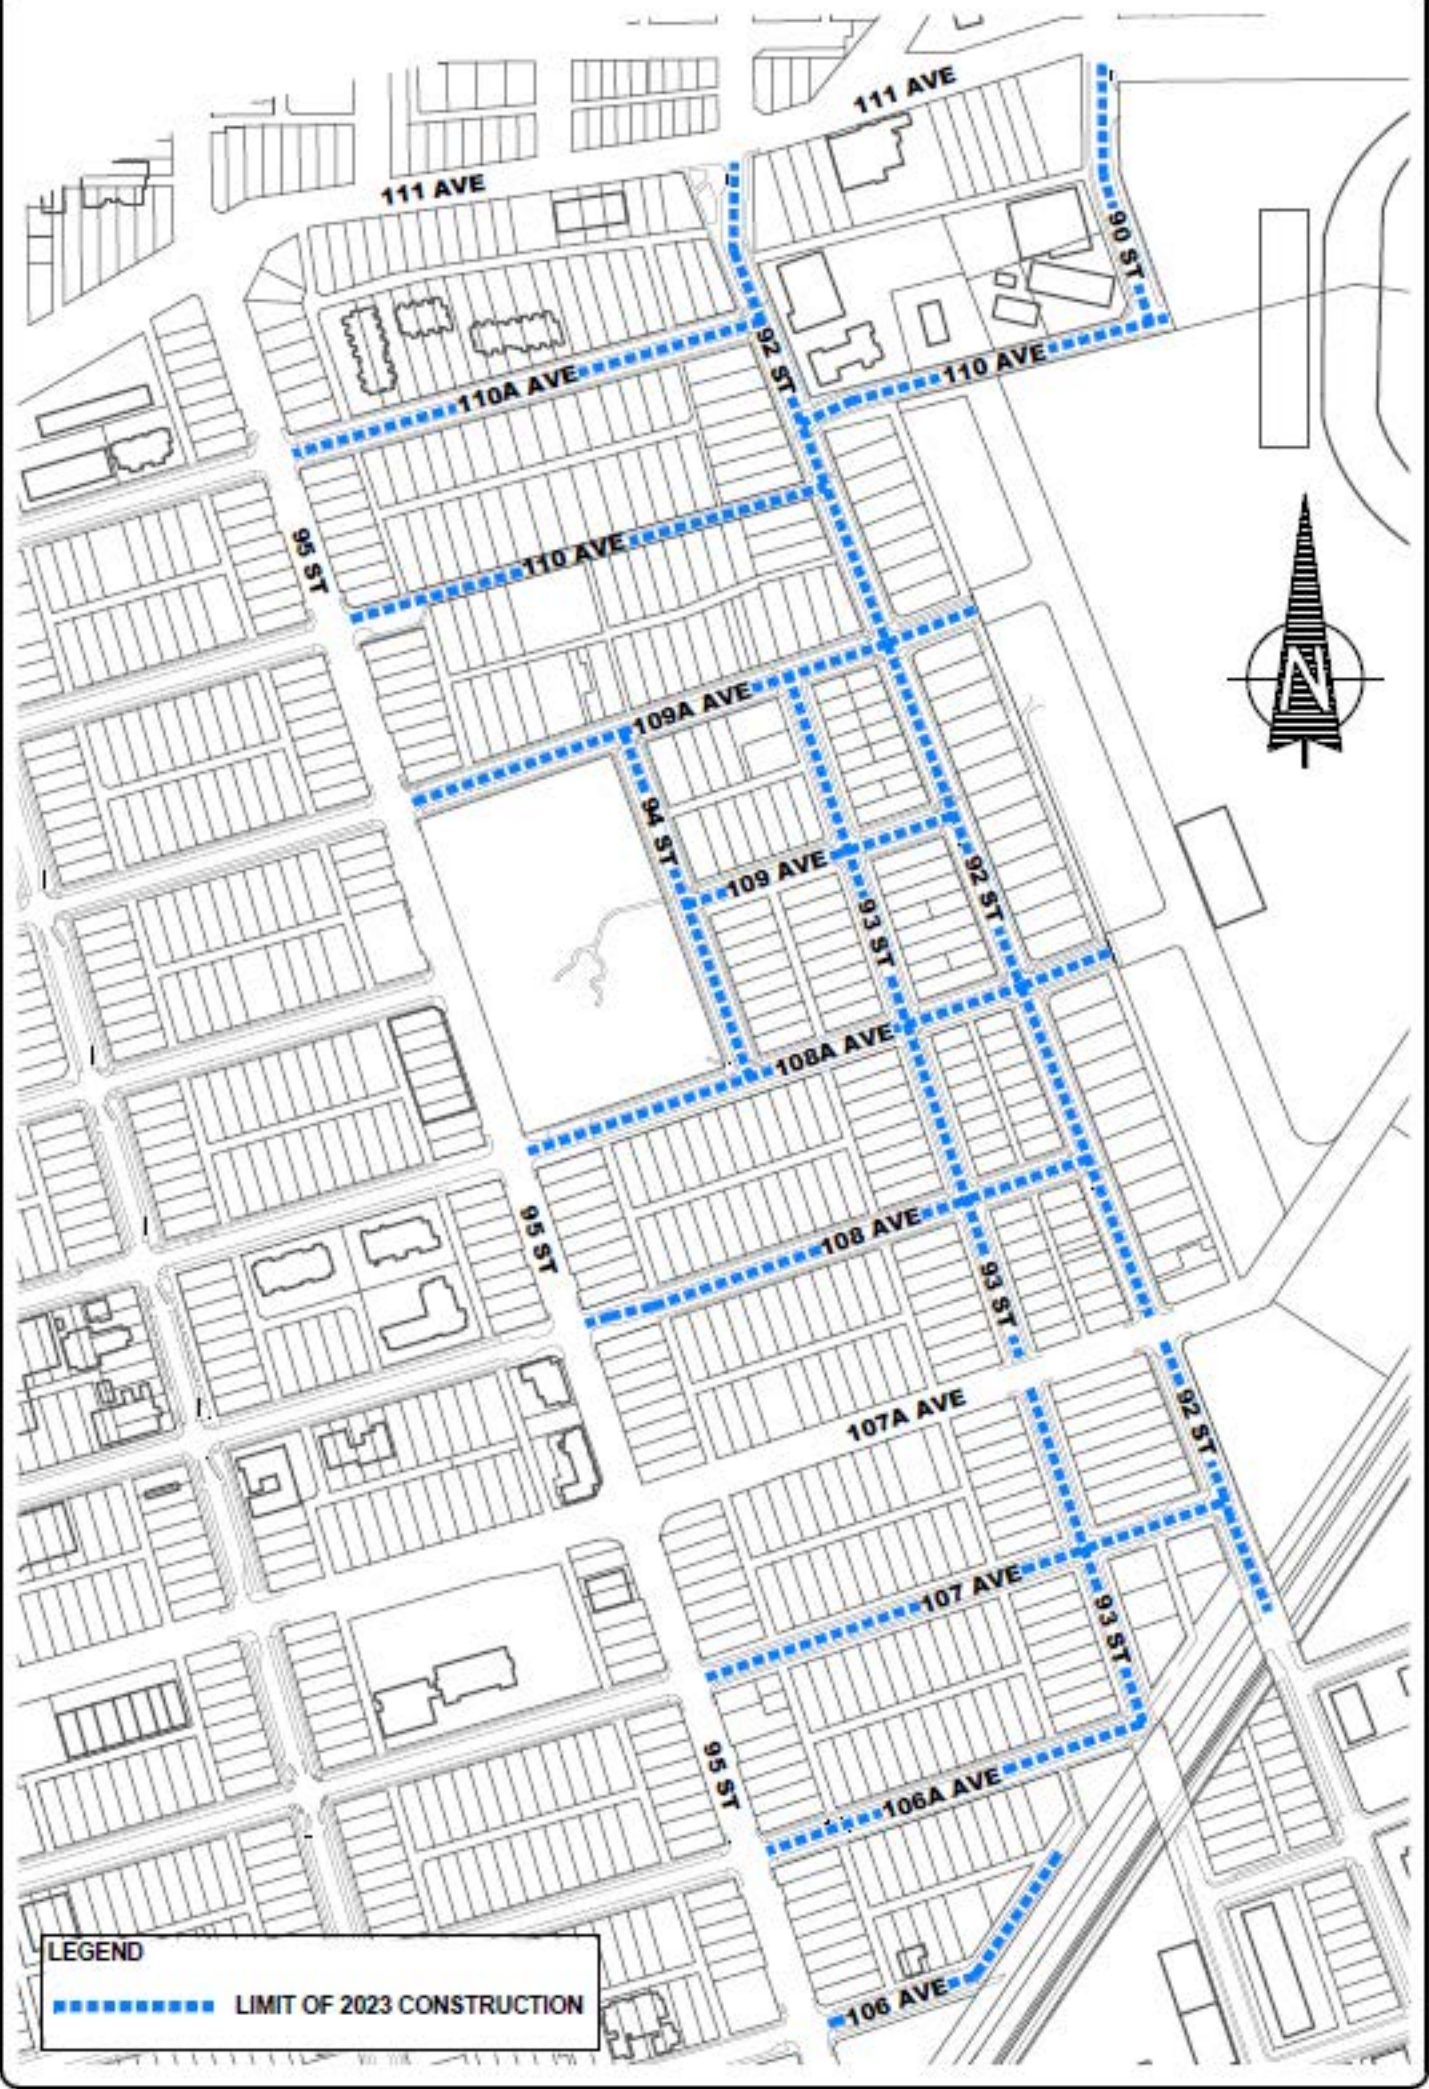 111 AVE
111 AVE
90 ST
92 ST
110 AVE
110A AVE
95 ST
110 AVE
109A AVE
94 ST
109 AVE
92 ST
93 ST
N
108A AVE
95 ST
108 AVE
93 ST
107A AVE
92 ST
107 AVE
93 ST
95 ST
106A AVE
106 AVE
LEGEND
LIMIT OF 2023 CONSTRUCTION